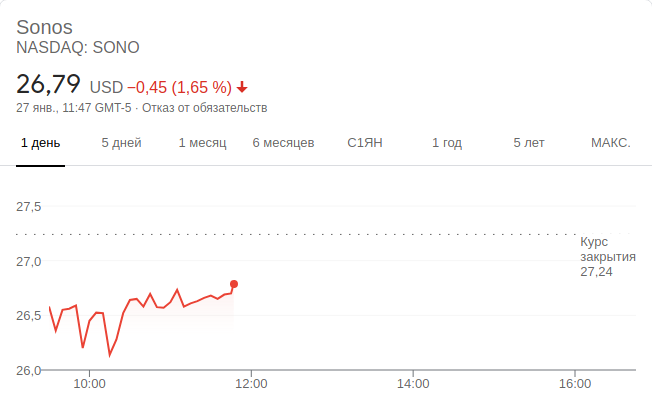 Sonos
NASDAQ: SONO
26,79 USD −0,45 (1,65 %)
27 янв., 11:47 GMT-5 · Отказ от обязательств
1 день 5 дней 1 месяц 6 месяцев С1ЯН 1 год 5 лет МАКС.
27,5
Курс
закрытия
27,24
27,0
26,5
26,0
10:00 12:00 14:00 16:00